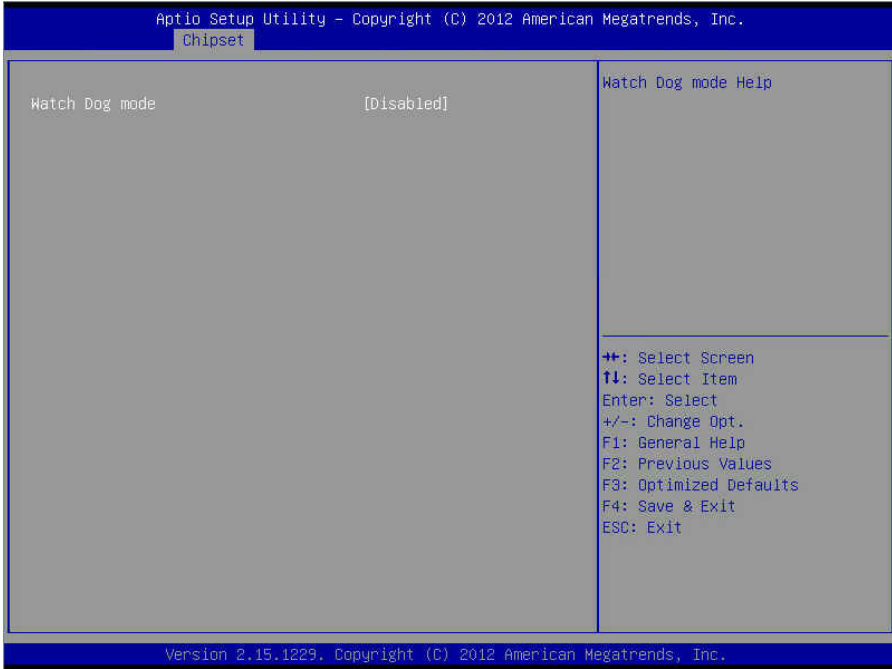 Aptio Setup Utility – Copyright (C) 2012 American Megatrends, Inc.
Chipset
Watch Dog mode [Disabled]
Watch Dog mode Help
→←: Select Screen
↑↓: Select Item
Enter: Select
+/-: Change Opt.
F1: General Help
F2: Previous Values
F3: Optimized Defaults
F4: Save & Exit
ESC: Exit
Version 2.15.1229. Copyright (C) 2012 American Megatrends, Inc.